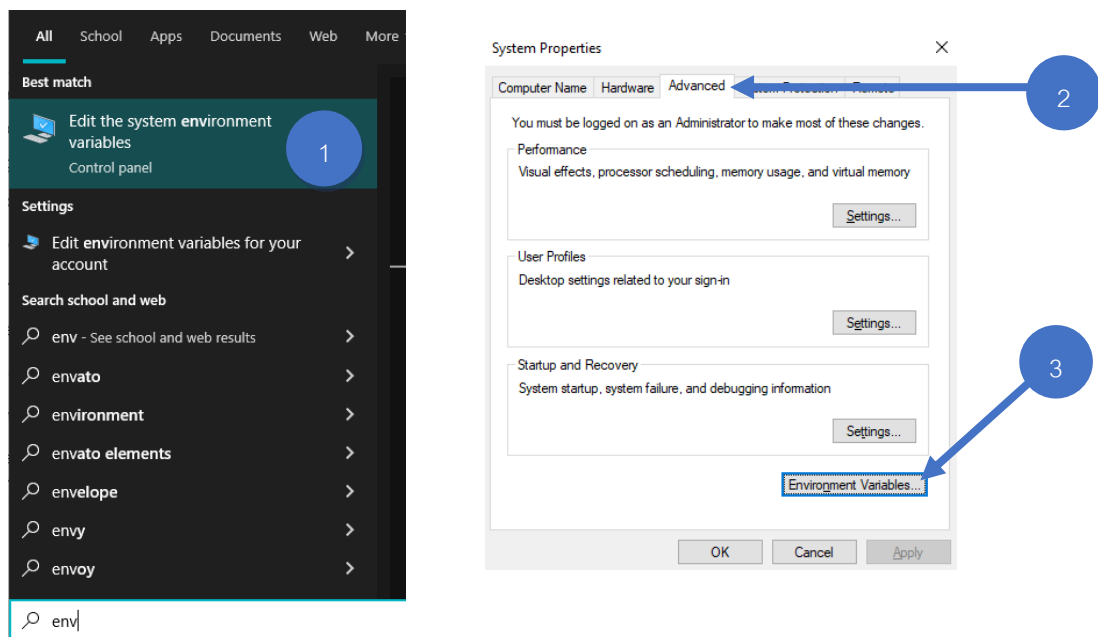 All School Apps Documents Web More
Best match
Edit the system environment
variables
Control panel
1
Settings
Edit environment variables for your
account
Search school and web
env - See school and web results
envato
environment
envato elements
envelope
envy
envoy
env
System Properties
Computer Name Hardware Advanced Remote
2
You must be logged on as an Administrator to make most of these changes.
Performance
Visual effects, processor scheduling, memory usage, and virtual memory
Settings...
User Profiles
Desktop settings related to your sign-in
Settings...
Startup and Recovery
System startup, system failure, and debugging information
Settings...
3
Environment Variables...
OK Cancel Apply